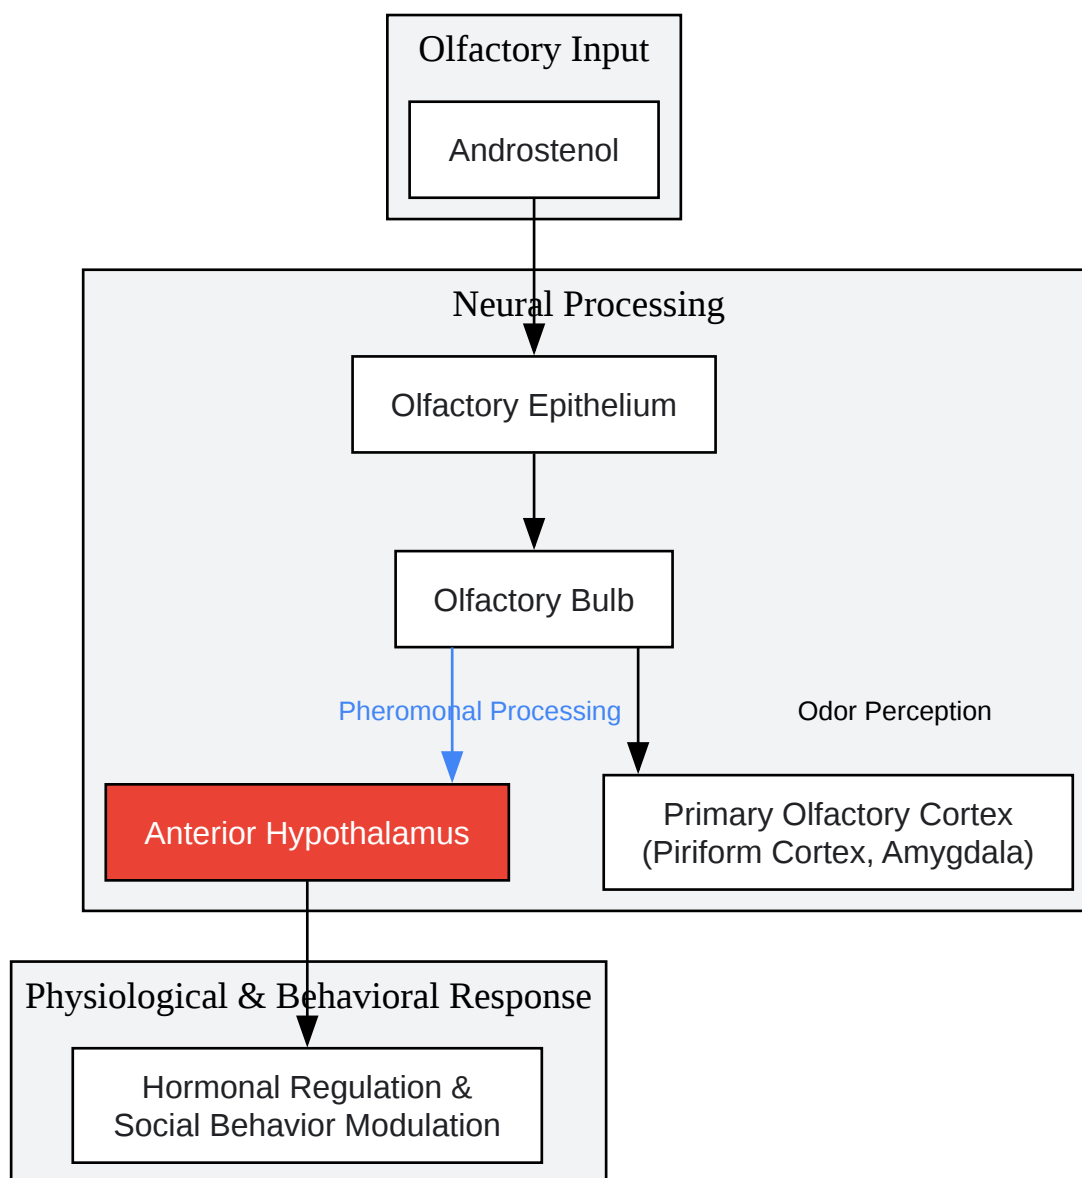 Olfactory Input
Androstenol
Neural Processing
Olfactory Epithelium
Olfactory Bulb
Pheromonal Processing
Odor Perception
Anterior Hypothalamus
Primary Olfactory Cortex
(Piriform Cortex, Amygdala)
Physiological & Behavioral Response
Hormonal Regulation &
Social Behavior Modulation